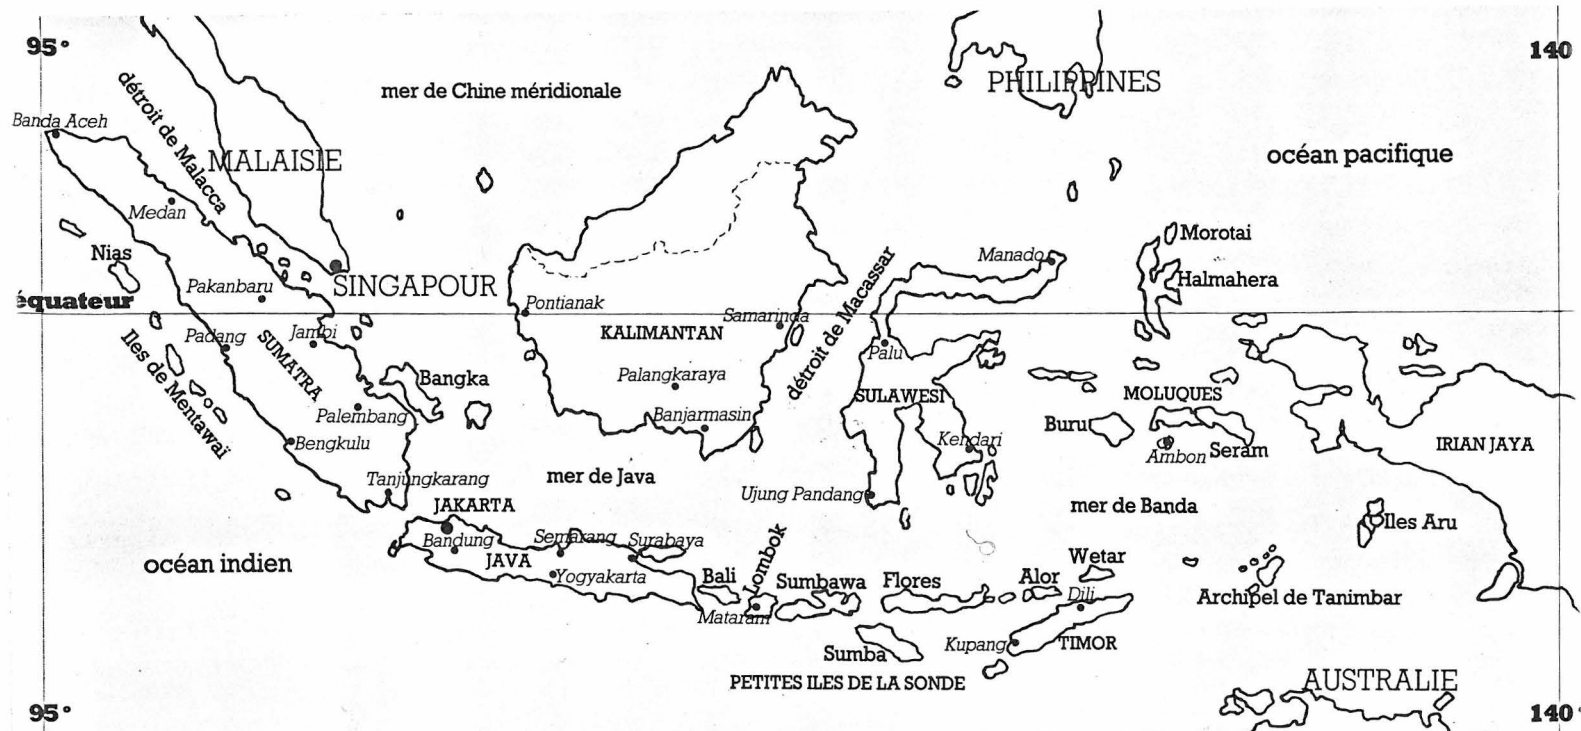 95°
140
mer de Chine méridionale
PHILIPPINES
détroit de Malacca
Banda Aceh
MALAISIE
océan pacifique
Medan
Nias
Morotai
Manado
Halmahera
Pakanbaru
SINGAPOUR
équateur
Pontianak
détroit de Macassar
Samarinda
KALIMANTAN
Padang
Jambi
SUMATRA
Iles de Mentawaï
Palu
Bangka
Palangkaraya
SULAWESI
MOLUQUES
Palembang
Banjarmasin
Buru
Bengkulu
Kendari
Ambon
Seram
IRIAN JAYA
Tanjungkarang
mer de Java
Ujung Pandang
JAKARTA
mer de Banda
Iles Aru
Bandung
Semarang
Surabaya
océan indien
JAVA
Yogyakarta
Bali
Lombok
Sumbawa
Flores
Alor
Wetar
Dili
Archipel de Tanimbar
Mataram
Sumba
Kupang
TIMOR
PETITES ILES DE LA SONDE
AUSTRALIE
95°
140°